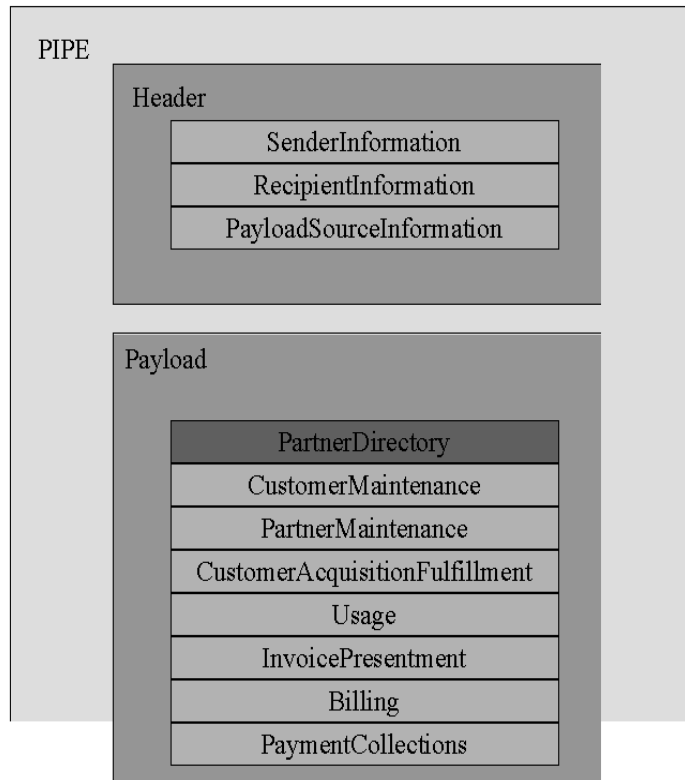 PIPE
Header
SenderInformation
RecipientInformation
PayloadSourceInformation
Payload
PartnerDirectory
CustomerMaintenance
PartnerMaintenance
CustomerAcquisitionFulfillment
Usage
InvoicePresentment
Billing
PaymentCollections